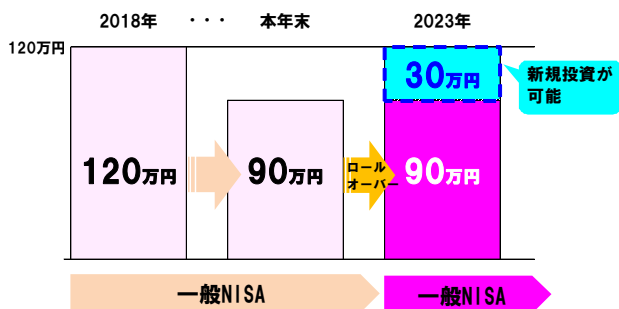 2018年 ・・・ 本年末 2023年
120万円
30万円
新規投資が
可能
120万円
90万円
ロール
オーバー
90万円
一般NISA
一般NISA